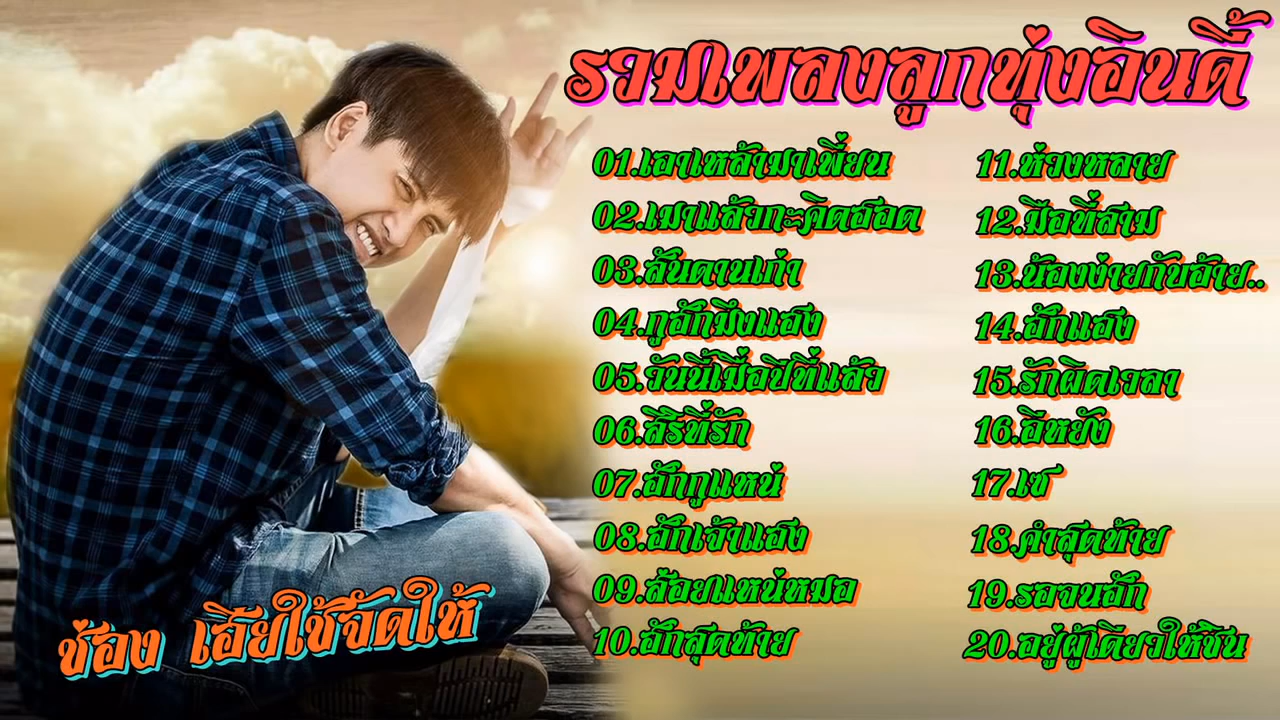 รวมเพลงลูกทุ่งอินดี้
01.เอาเหล้ามาเพี่ยน
02.เมาแล้วกะคิดฮอด
03.สันดานเก่า
04.กูฮักมึงแฮง
05.วันนี้เมื่อปีที่แล้ว
06.สิริที่รัก
07.ฮักกูแหน่
08.ฮักเจ้าแฮง
09.ส้อยแหน่หมอ
10.ฮักสุดท้าย
11.ห่วงหลาย
12.มือที่สาม
13.น้องง่ายกับอ้าย..
14.ฮักแฮง
15.รักผิดเวลา
16.อีหยัง
17.เซ
18.คำสุดท้าย
19.รอจนฮัก
20.อยู่ผู้เดียวให้ซิน
ช่อง เอี่ยใช้จัดให้